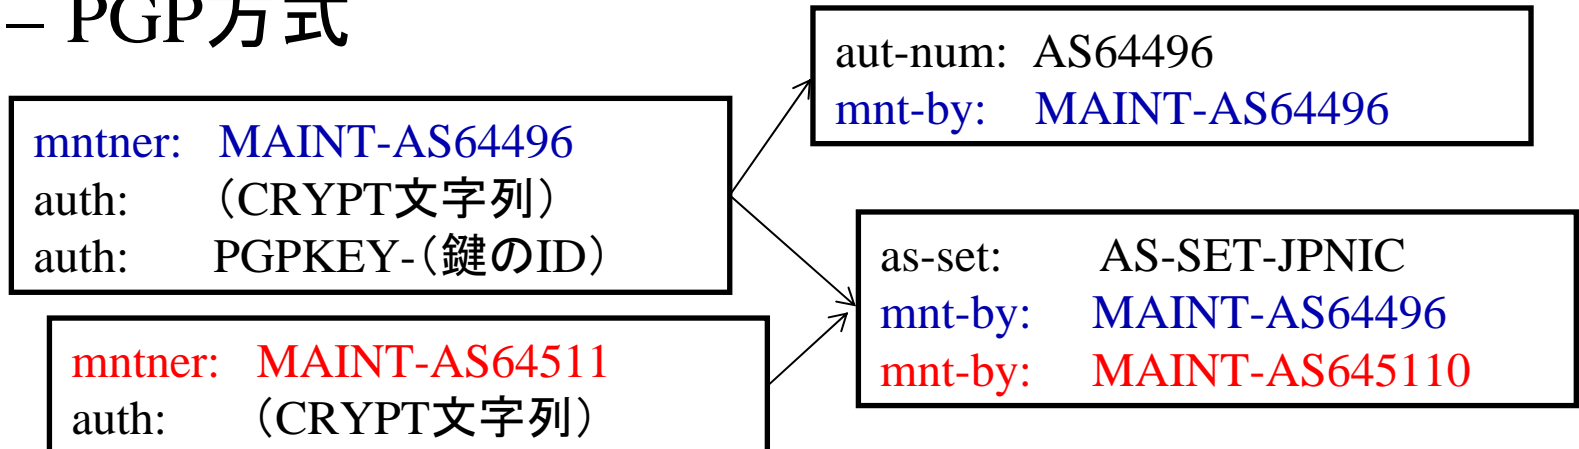 – PGP方式
mntner: MAINT-AS64496
auth: （CRYPT文字列）
auth: PGPKEY-（鍵のID）
mntner: MAINT-AS64511
auth: （CRYPT文字列）
aut-num: AS64496
mnt-by: MAINT-AS64496
as-set: AS-SET-JPNIC
mnt-by: MAINT-AS64496
mnt-by: MAINT-AS645110